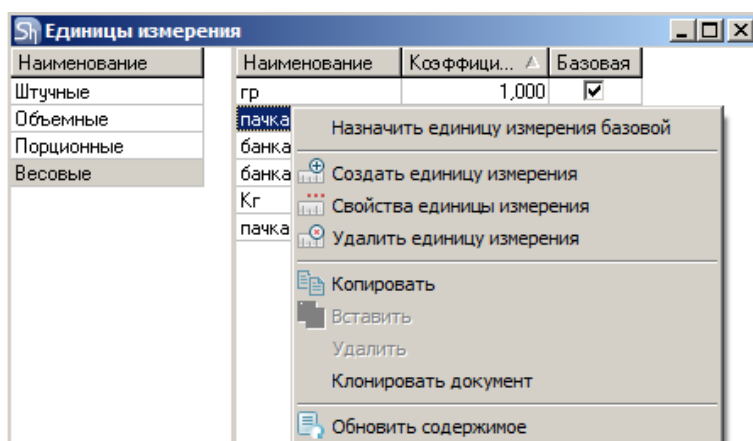 Sh Единицы измерения
Наименование
Штучные
Объемные
Порционные
Весовые
Наименование Коэффици... Базовая
гр 1,000
пачка
банка
банка
Кг
пачка
Назначить единицу измерения базовой
Создать единицу измерения
Свойства единицы измерения
Удалить единицу измерения
Копировать
Вставить
Удалить
Клонировать документ
Обновить содержимое